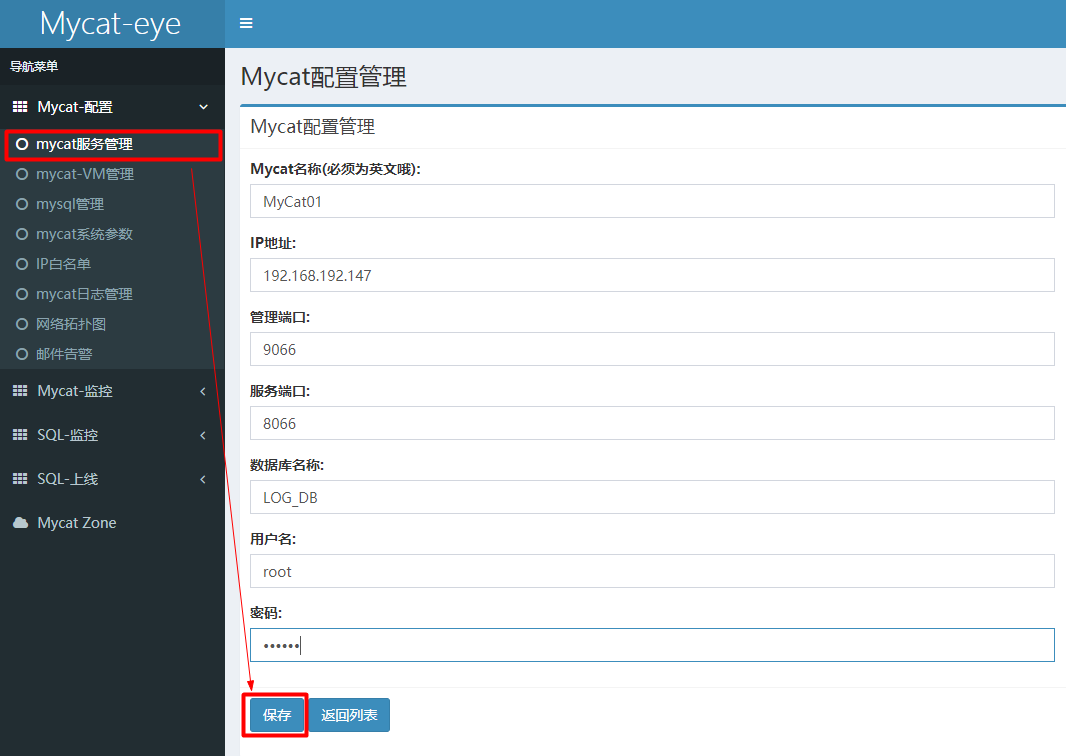 Mycat-eye
导航菜单
Mycat-配置
mycat服务管理
mycat-VM管理
mysql管理
mycat系统参数
IP白名单
mycat日志管理
网络拓扑图
邮件告警
Mycat-监控
SQL-监控
SQL-上线
Mycat Zone
Mycat配置管理
Mycat配置管理
Mycat名称(必须为英文哦):
MyCat01
IP地址:
192.168.192.147
管理端口:
9066
服务端口:
8066
数据库名称:
LOG_DB
用户名:
root
密码:
••••••
保存 返回列表